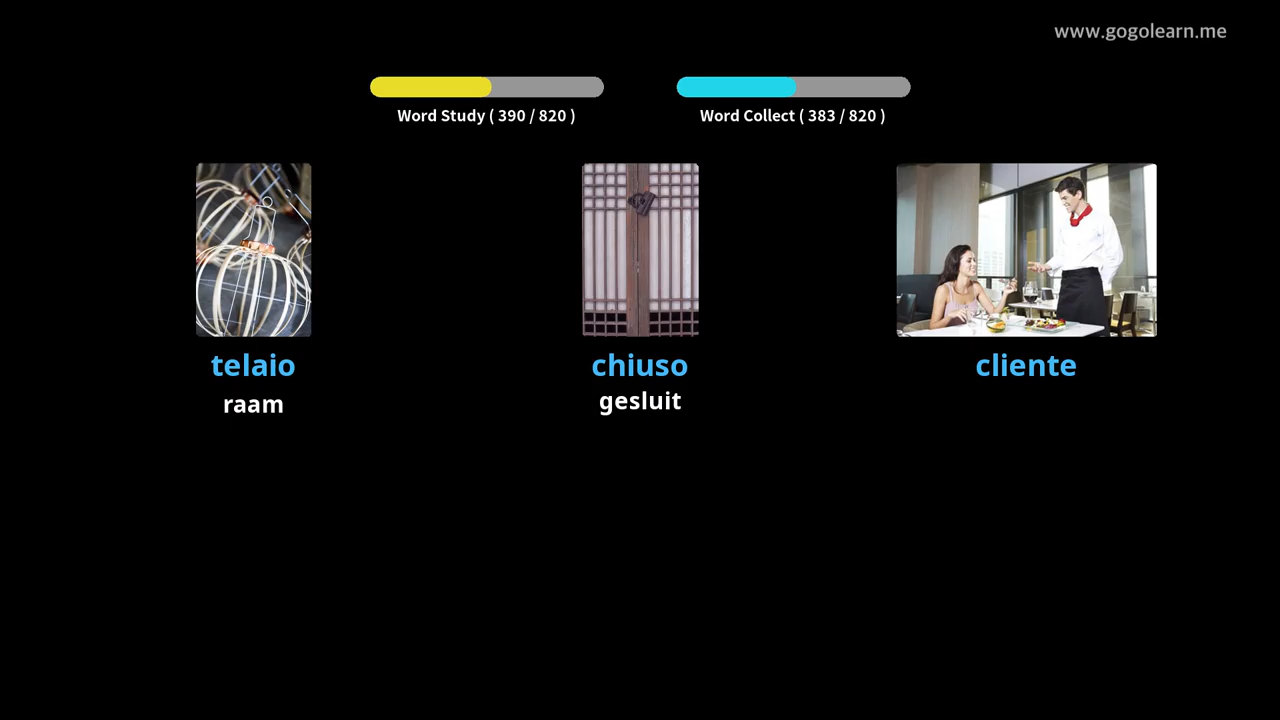 www.gogolearn.me
Word Study ( 390 / 820 )
Word Collect ( 383 / 820 )
telaio
chiuso
cliente
raam
gesluit